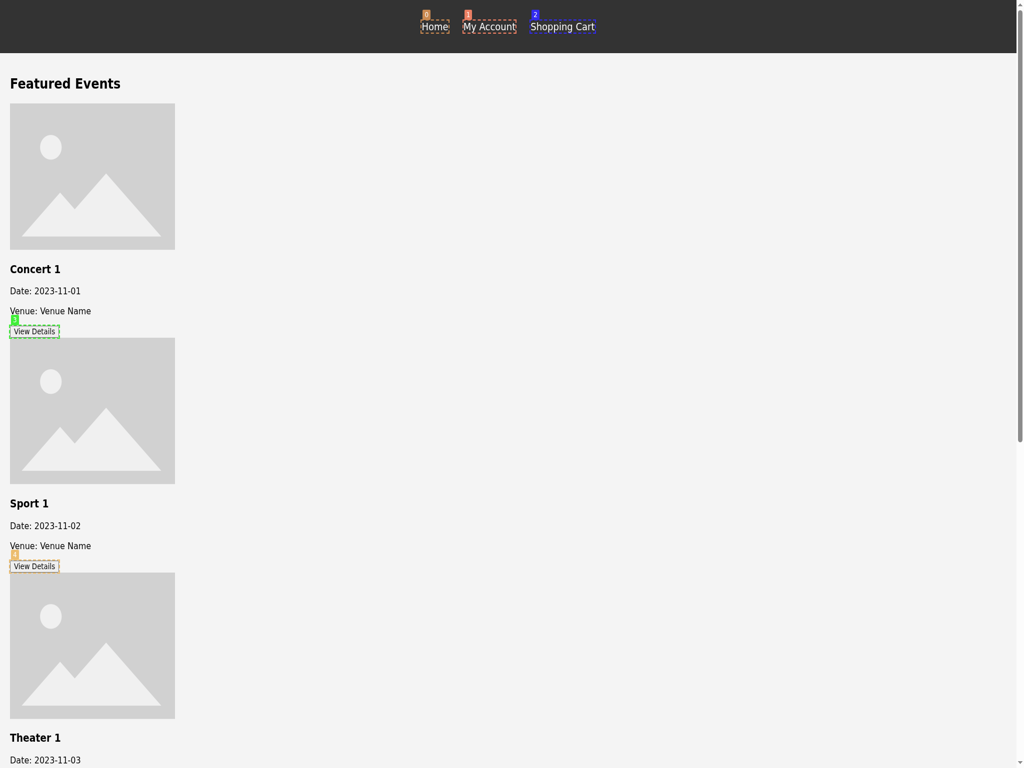 0 1 2
Home My Account Shopping Cart
Featured Events
Concert 1
Date: 2023-11-01
Venue: Venue Name
3
View Details
Sport 1
Date: 2023-11-02
Venue: Venue Name
4
View Details
Theater 1
Date: 2023-11-03